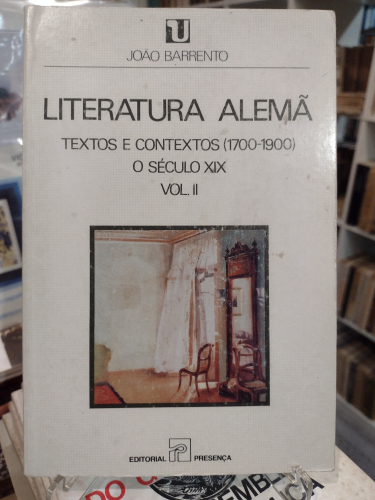 U
JOÃO BARRENTO
LITERATURA ALEMÃ
TEXTOS E CONTEXTOS (1700-1900)
O SÉCULO XIX
VOL. II
EDITORIAL PRESENÇA